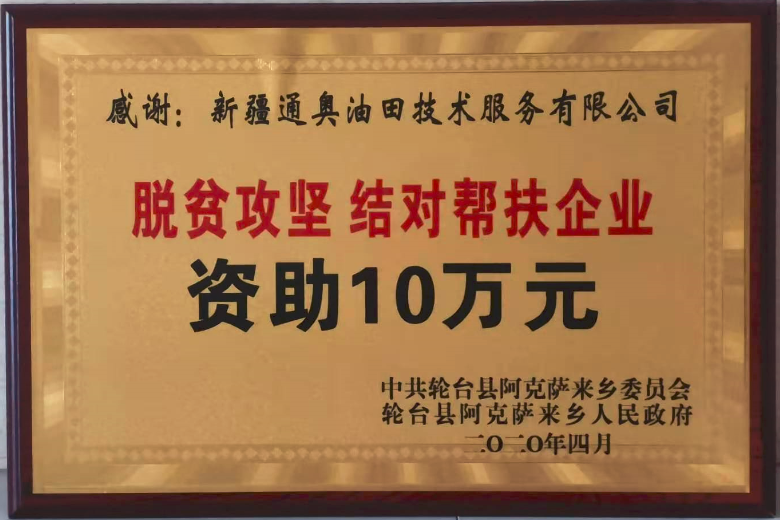 感谢：新疆通奥油田技术服务有限公司
脱贫攻坚 结对帮扶企业
资助10万元
中共轮台县阿克萨来乡委员会
轮台县阿克萨来乡人民政府
二〇二〇年四月